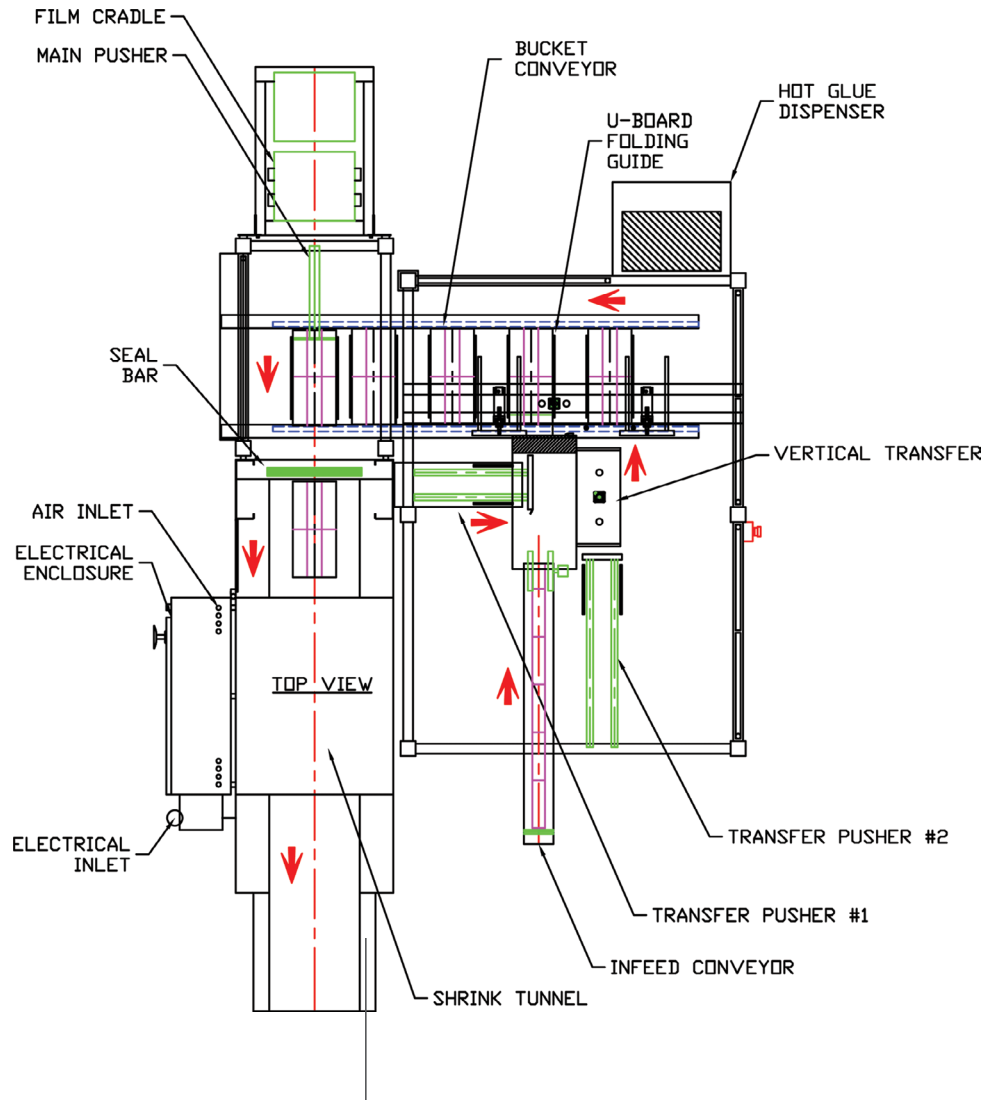 FILM CRADLE
MAIN PUSHER
BUCKET
CONVEYOR
HOT GLUE
DISPENSER
U-BOARD
FOLDING
GUIDE
SEAL
BAR
VERTICAL TRANSFER
AIR INLET
ELECTRICAL
ENCLOSURE
TOP VIEW
ELECTRICAL
INLET
TRANSFER PUSHER #2
TRANSFER PUSHER #1
INFEED CONVEYOR
SHRINK TUNNEL